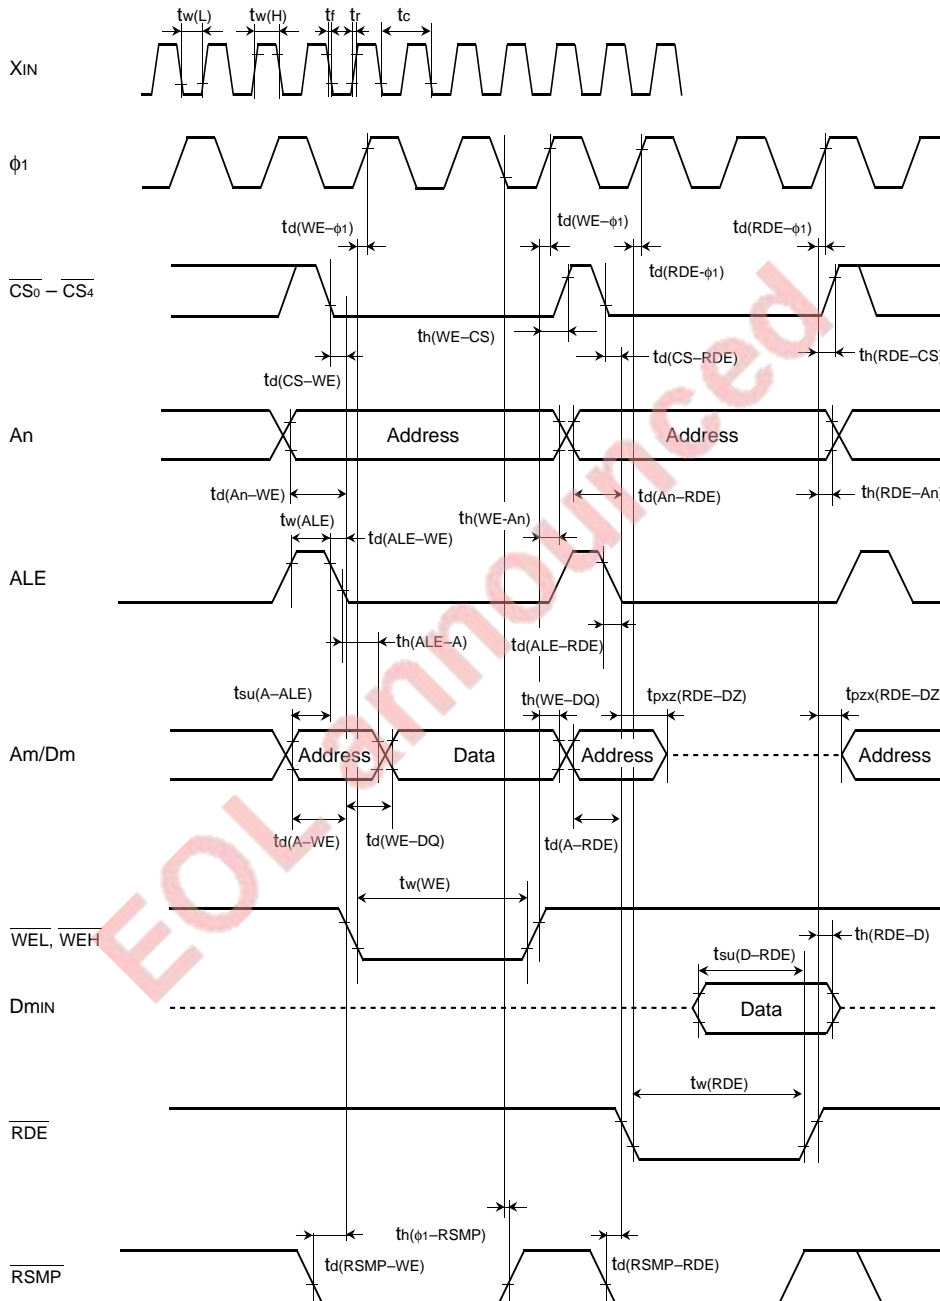 tw(L) tw(H) tf tr tc
XIN
ϕ1
td(WE–ϕ1) td(WE–ϕ1) td(RDE–ϕ1)
td(RDE-ϕ1)
CS0 – CS4
th(WE–CS) td(CS–RDE) th(RDE–CS)
td(CS–WE)
An Address Address
td(An–WE) td(An–RDE) th(RDE–An)
tw(ALE) th(WE-An)
td(ALE–WE)
ALE
th(ALE–A) td(ALE–RDE)
tsu(A–ALE) th(WE–DQ) tpxz(RDE–DZ) tpzx(RDE–DZ
Am/Dm Address Data Address Address
td(A–WE) td(WE–DQ) td(A–RDE)
tw(WE)
WEL, WEH
th(RDE–D)
tsu(D–RDE)
DmIN Data
tw(RDE)
RDE
th(ϕ1–RSMP)
td(RSMP–WE) td(RSMP–RDE)
RSMP
EOL announced